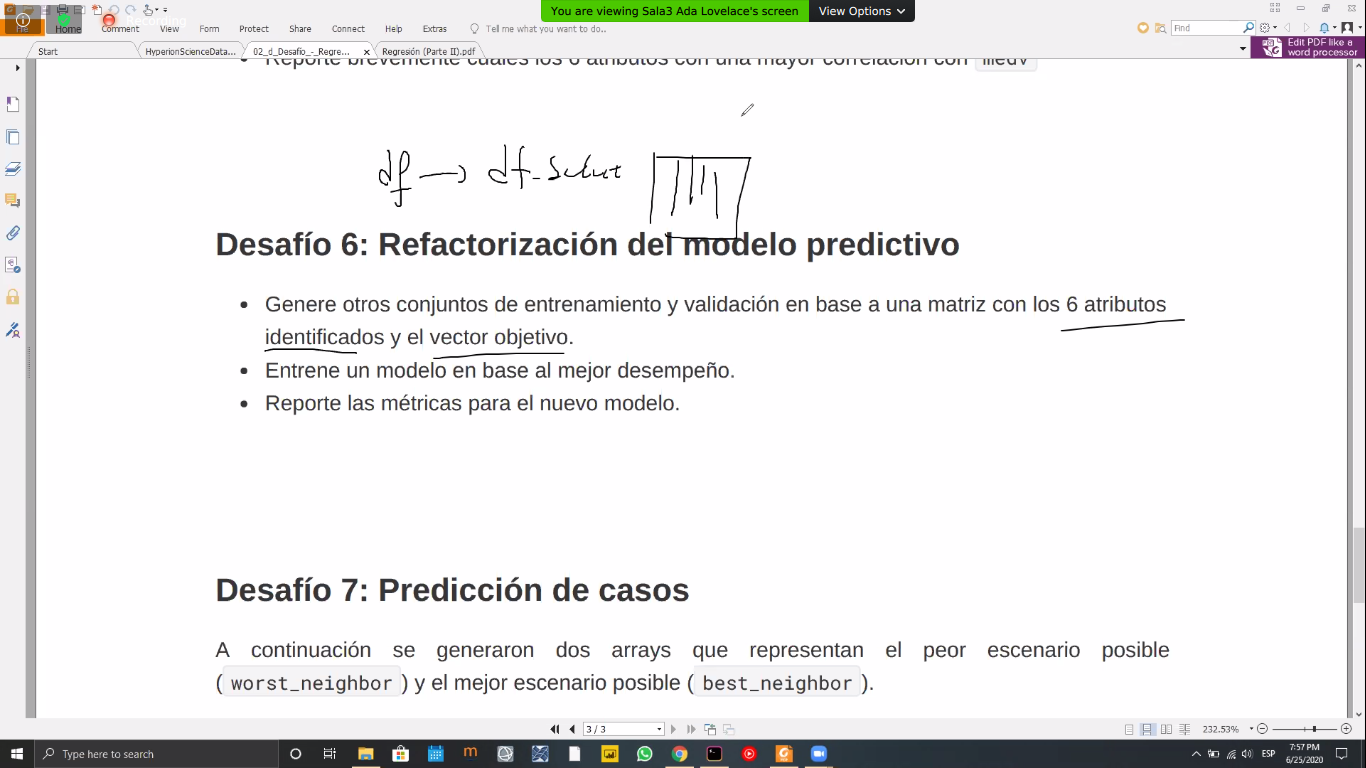 You are viewing Sala3 Ada Lovelace's screen
View Options
Recording
Home Comment View Form Protect Share Connect Help Extras Tell me what you want to do..
Find
Start HyperionScienceData... 02_d_Desafio_-_Regre... Regresión (Parte II).pdf
Edit PDF like a word processor
Reporte brevemente cuales los 6 atributos con una mayor correlación con medv
df → df_Selut
Desafío 6: Refactorización del modelo predictivo
• Genere otros conjuntos de entrenamiento y validación en base a una matriz con los 6 atributos
identificados y el vector objetivo.
• Entrene un modelo en base al mejor desempeño.
• Reporte las métricas para el nuevo modelo.
Desafío 7: Predicción de casos
A continuación se generaron dos arrays que representan el peor escenario posible
( worst_neighbor ) y el mejor escenario posible ( best_neighbor ).
3 / 3
232.53%
Type here to search
ESP
7:57 PM
6/25/2020